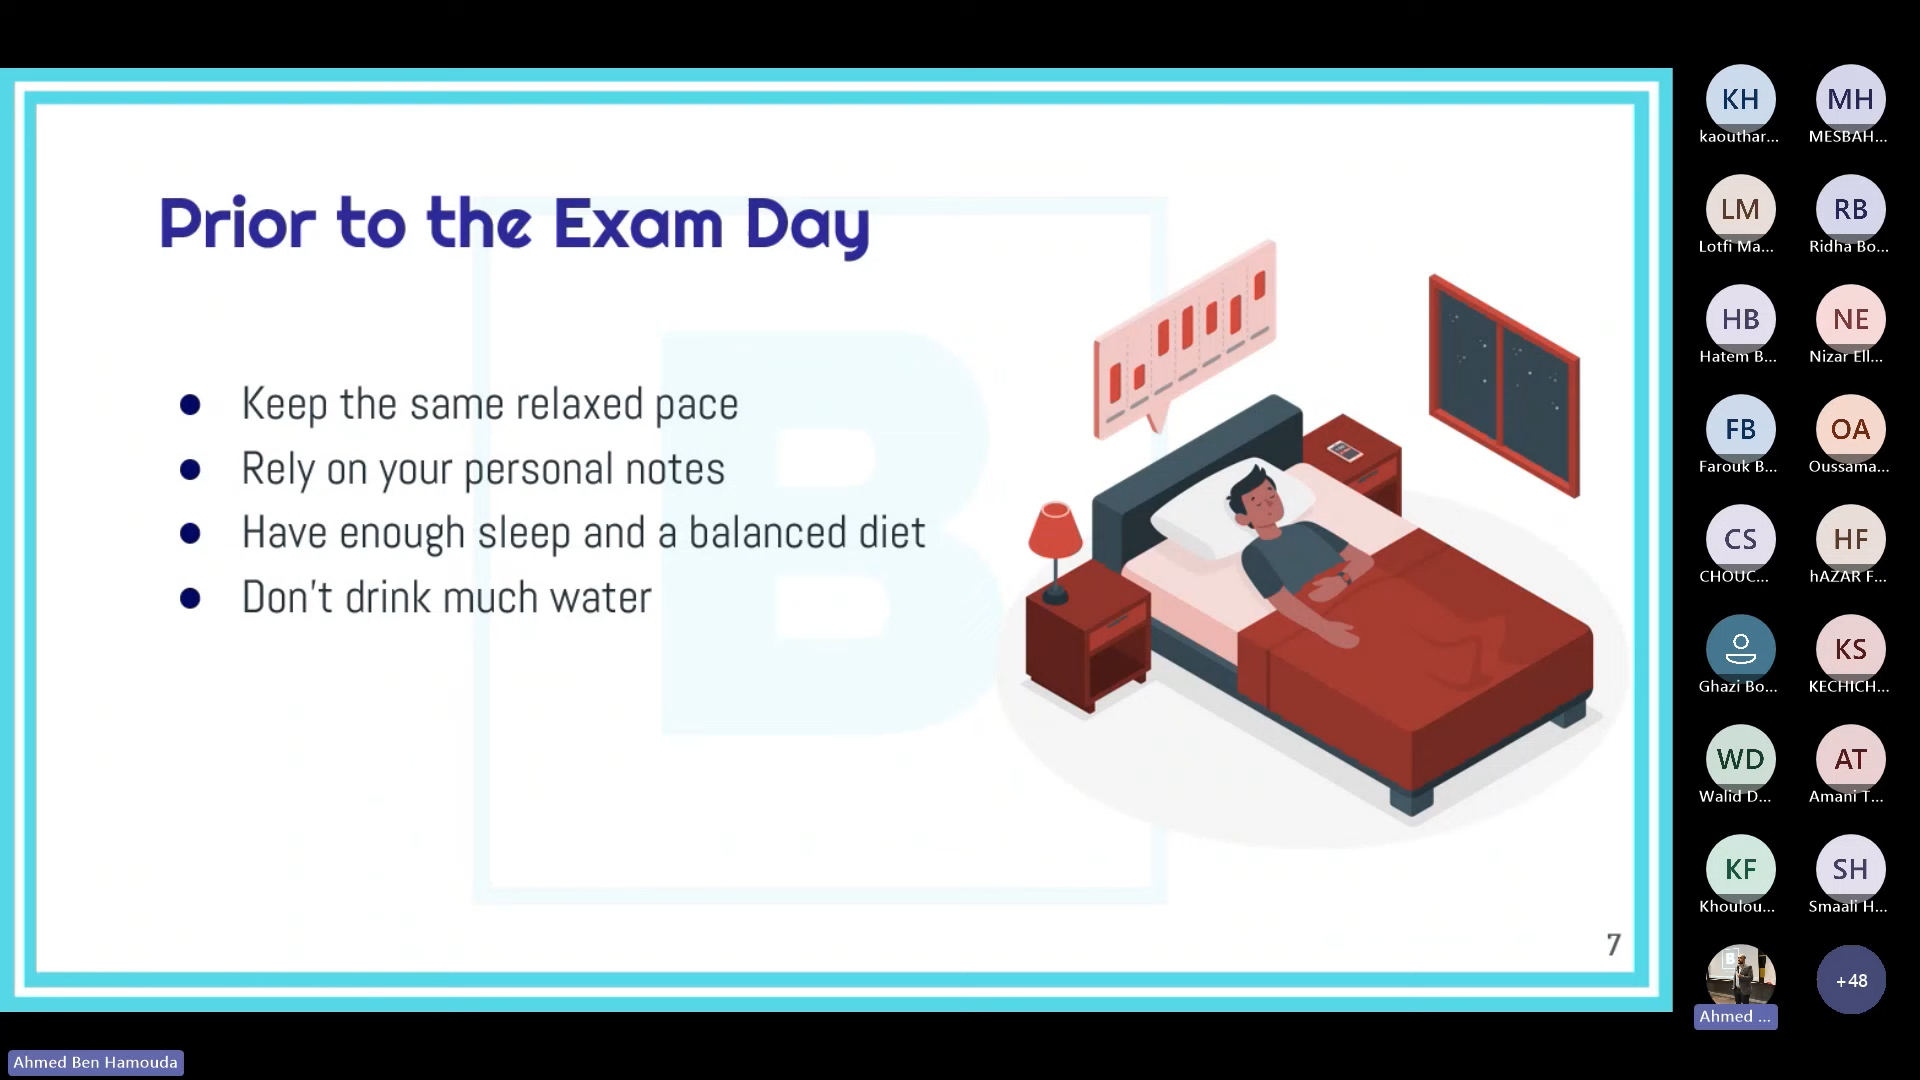 Prior to the Exam Day
Keep the same relaxed pace
Rely on your personal notes
Have enough sleep and a balanced diet
Don't drink much water
B
7
KH
kaouthar...
MH
MESBAH...
LM
Lotfi Ma...
RB
Ridha Bo...
HB
Hatem B...
NE
Nizar Ell...
FB
Farouk B...
OA
Oussama...
CS
CHOUC...
HF
hAZAR F...
Ghazi Bo...
KS
KECHICH...
WD
Walid D...
AT
Amani T...
KF
Khoulou...
SH
Smaali H...
B
Ahmed ...
+48
Ahmed Ben Hamouda